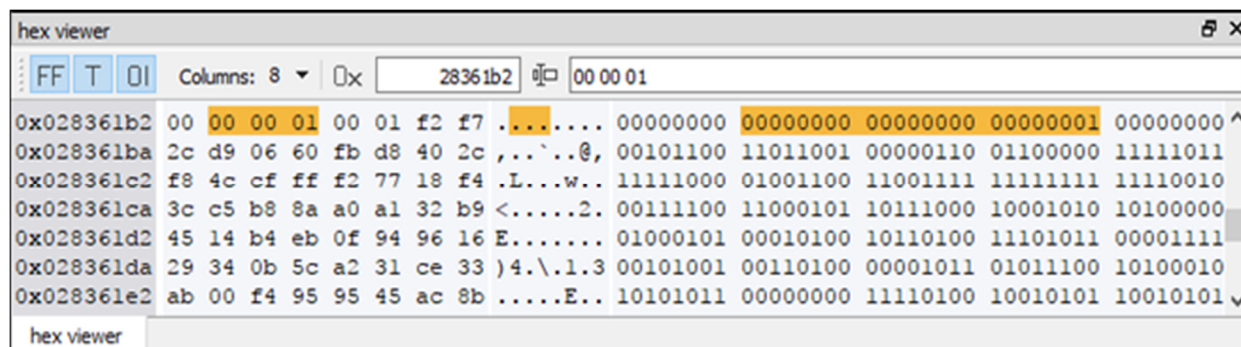 hex viewer
FF T 01 Columns: 8 0x 28361b2 00 00 01
0x028361b2 00 00 00 01 00 01 f2 f7 ........ 00000000 00000000 00000000 00000001 00000000
0x028361ba 2c d9 06 60 fb d8 40 2c ,..`..@, 00101100 11011001 00000110 01100000 11111011
0x028361c2 f8 4c cf ff f2 77 18 f4 .L...w.. 11111000 01001100 11001111 11111111 11110010
0x028361ca 3c c5 b8 8a a0 a1 32 b9 <.....2. 00111100 11000101 10111000 10001010 10100000
0x028361d2 45 14 b4 eb 0f 94 96 16 E....... 01000101 00010100 10110100 11101011 00001111
0x028361da 29 34 0b 5c a2 31 ce 33 )4.\.1.3 00101001 00110100 00001011 01011100 10100010
0x028361e2 ab 00 f4 95 95 45 ac 8b .....E.. 10101011 00000000 11110100 10010101 10010101
hex viewer